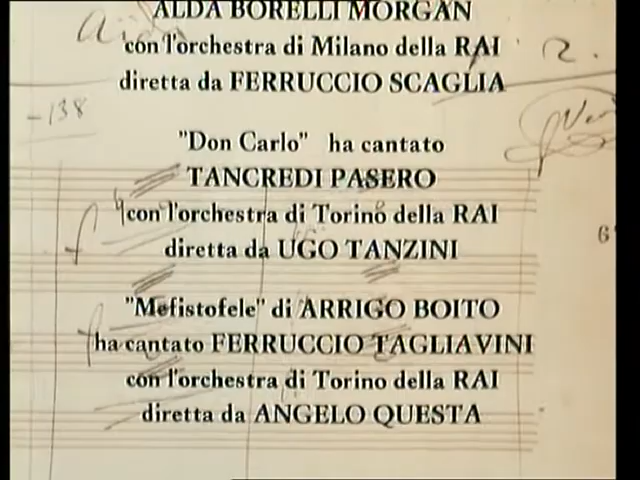 ALDA BORELLI MORGAN
con l'orchestra di Milano della RAI
diretta da FERRUCCIO SCAGLIA
-138
"Don Carlo" ha cantato
TANCREDI PASERO
con l'orchestra di Torino della RAI
diretta da UGO TANZINI
"Mefistofele" di ARRIGO BOITO
ha cantato FERRUCCIO TAGLIAVINI
con l'orchestra di Torino della RAI
diretta da ANGELO QUESTA